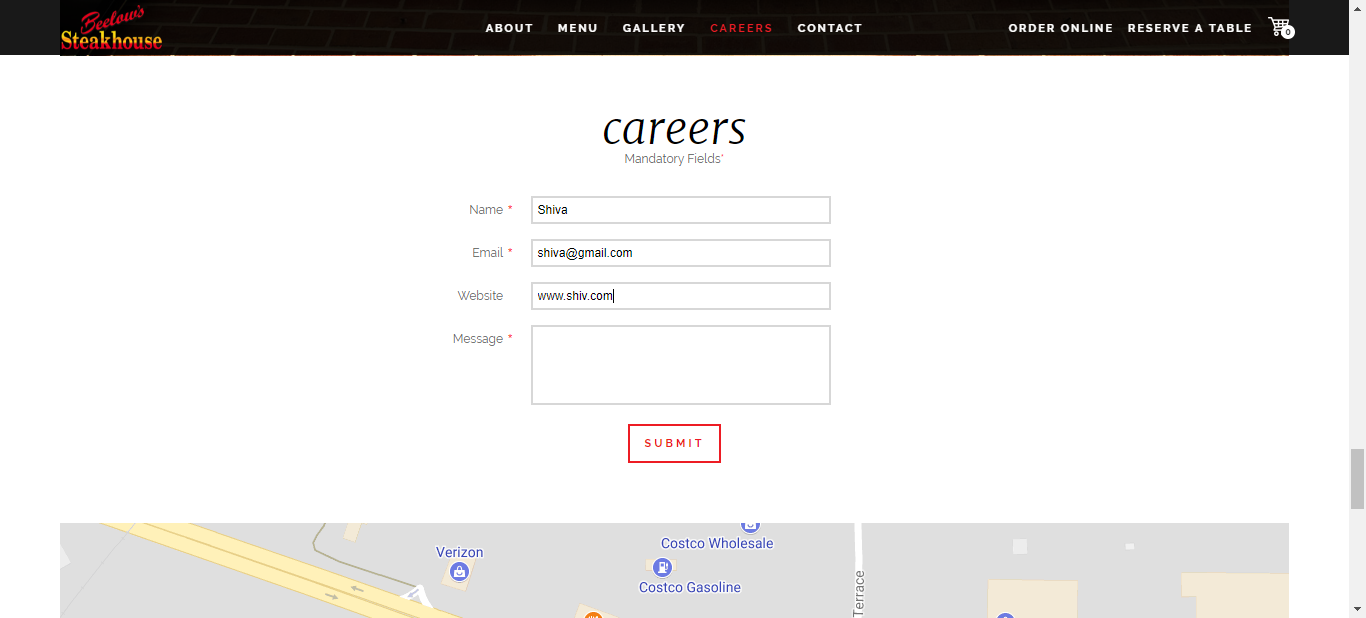 Beelow's
Steakhouse
ABOUT MENU GALLERY CAREERS CONTACT ORDER ONLINE RESERVE A TABLE 0
careers
Mandatory Fields*
Name * Shiva
Email * shiva@gmail.com
Website www.shiv.com
Message *
SUBMIT
Costco Wholesale
Verizon
Costco Gasoline
Terrace